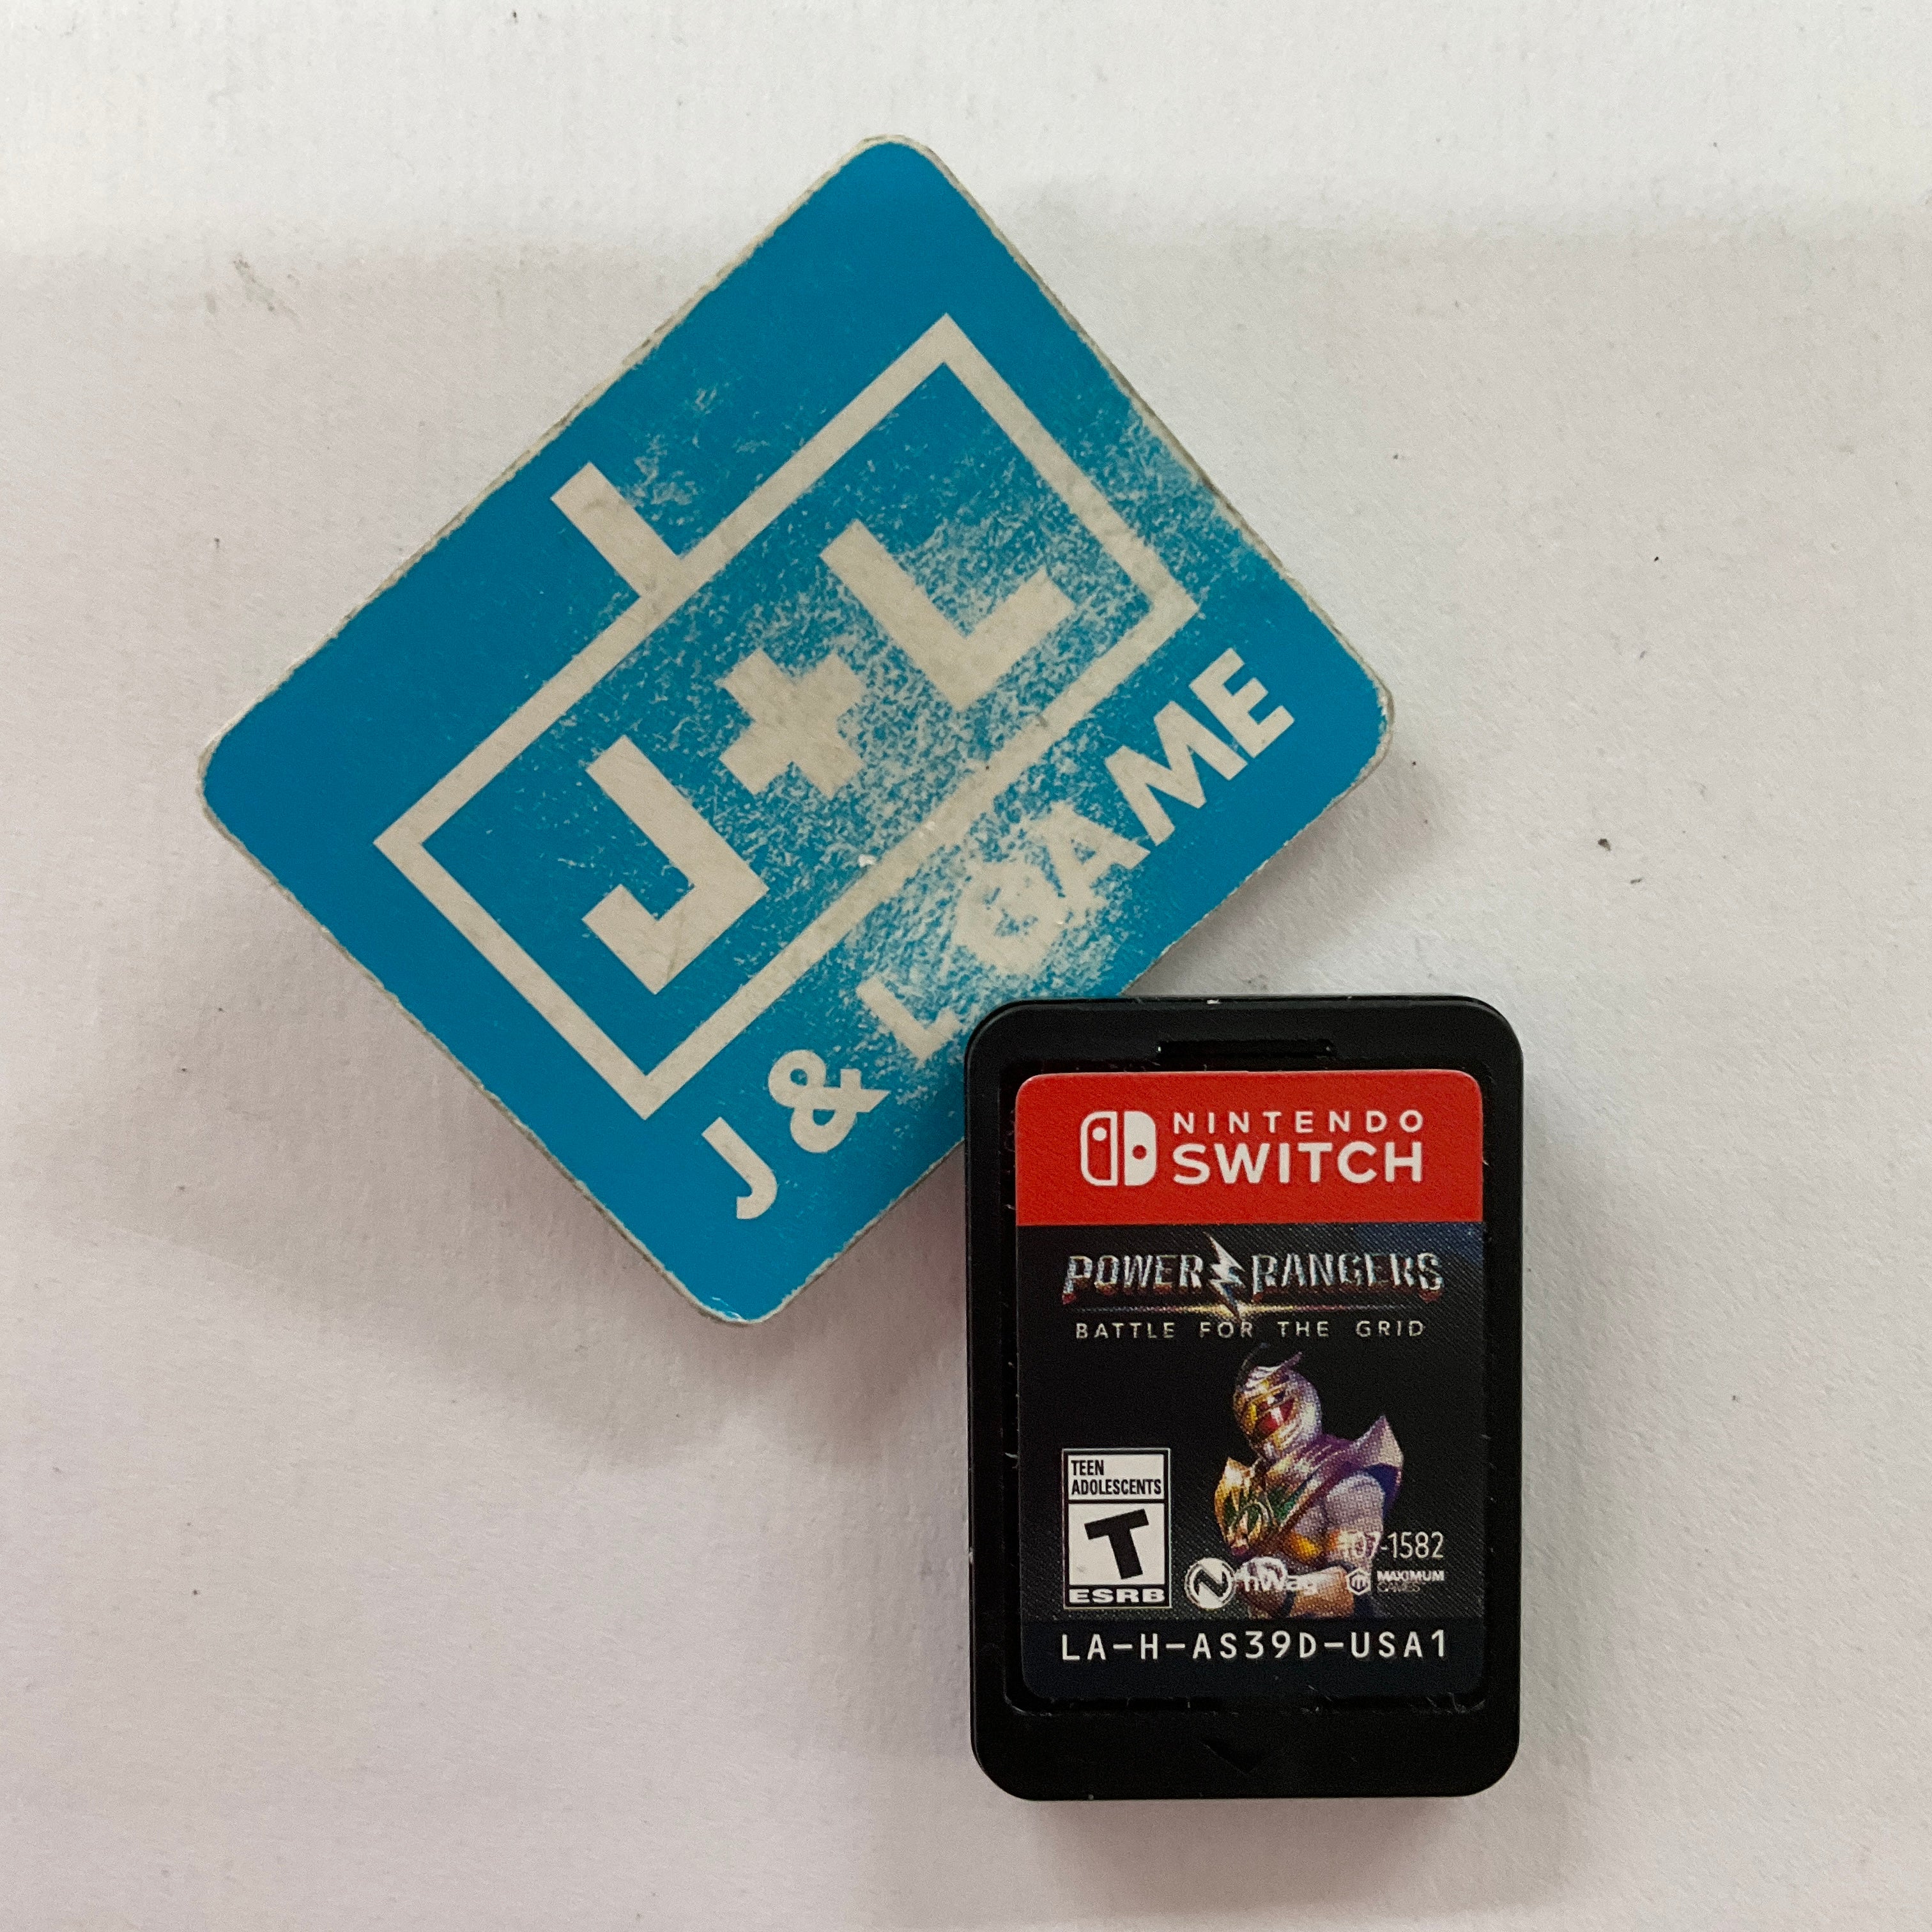 J+L
J & L GAME
NINTENDO
SWITCH
POWER RANGERS
BATTLE FOR THE GRID
TEEN
ADOLESCENTS
T
ESRB
107-1582
N nWay
MAXIMUM
GAMES
LA-H-AS39D-USA1